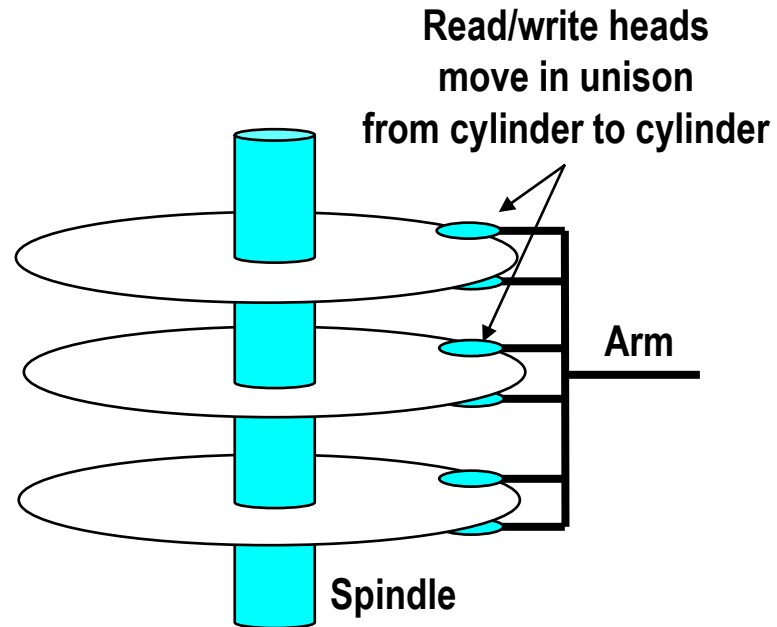 Read/write heads
move in unison
from cylinder to cylinder
Arm
Spindle